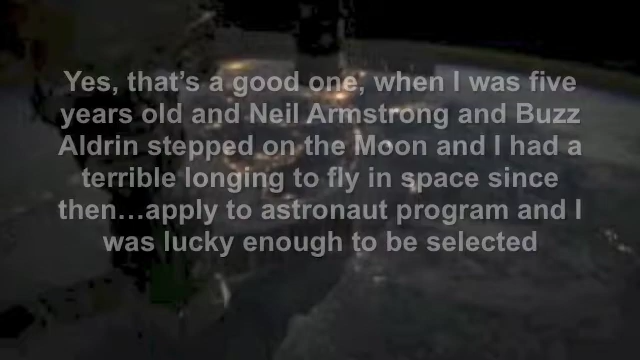 Yes, that’s a good one, when I was five
years old and Neil Armstrong and Buzz
Aldrin stepped on the Moon and I had a
terrible longing to fly in space since
then…apply to astronaut program and I
was lucky enough to be selected